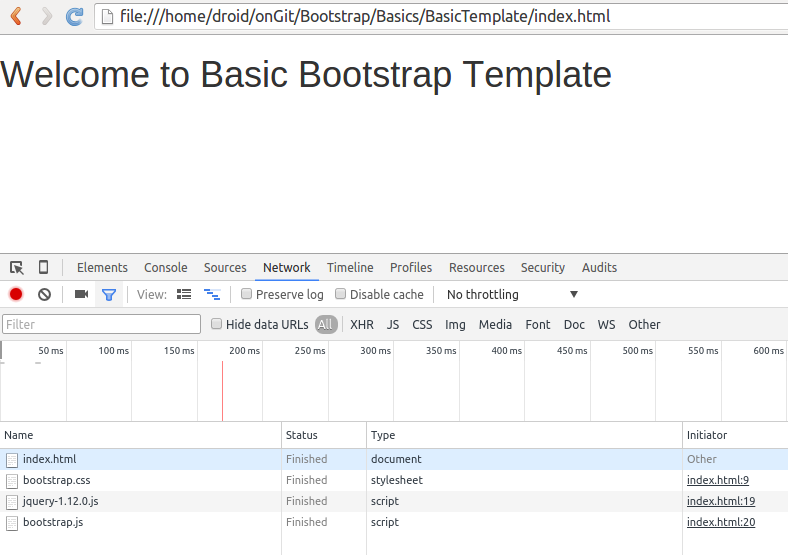 file:///home/droid/onGit/Bootstrap/Basics/BasicTemplate/index.html
Welcome to Basic Bootstrap Template
Elements Console Sources Network Timeline Profiles Resources Security Audits
View: Preserve log Disable cache No throttling
Filter Hide data URLs All XHR JS CSS Img Media Font Doc WS Other
50 ms 100 ms 150 ms 200 ms 250 ms 300 ms 350 ms 400 ms 450 ms 500 ms 550 ms 600 ms
Name Status Type Initiator
index.html Finished document Other
bootstrap.css Finished stylesheet index.html:9
jquery-1.12.0.js Finished script index.html:19
bootstrap.js Finished script index.html:20